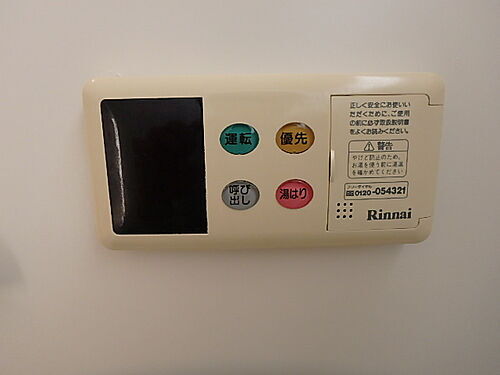 運転
優先
呼び
出し
湯はり
正しく安全にお使いい
ただくために、ご使用
の前に必ず取扱説明書
をよくお読みください。
警告
やけど防止のため、
お湯を使う前に湯温
を確かめてください
フリーダイヤル
0120-054321
Rinnai